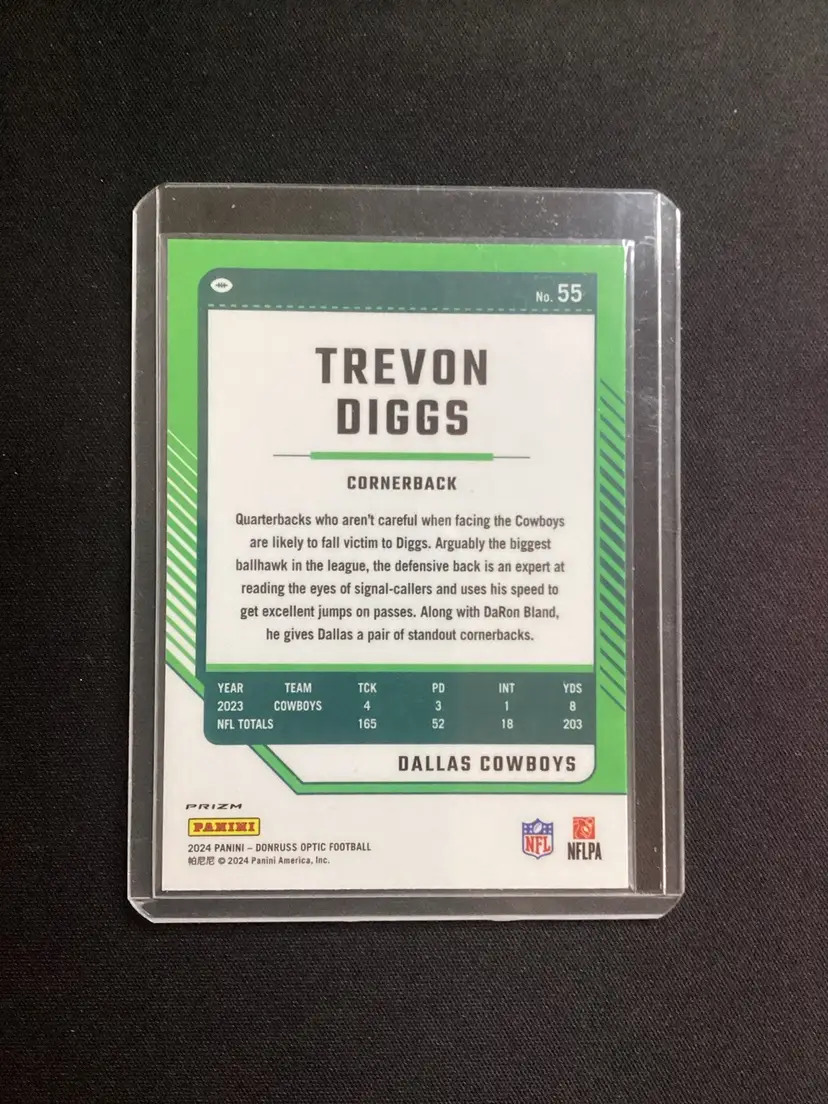 No. 55
TREVON
DIGGS
CORNERBACK
Quarterbacks who aren't careful when facing the Cowboys
are likely to fall victim to Diggs. Arguably the biggest
ballhawk in the league, the defensive back is an expert at
reading the eyes of signal-callers and uses his speed to
get excellent jumps on passes. Along with DaRon Bland,
he gives Dallas a pair of standout cornerbacks.
YEAR TEAM TCK PD INT YDS
2023 COWBOYS 4 3 1 8
NFL TOTALS 165 52 18 203
DALLAS COWBOYS
PRIZM
PANINI
2024 PANINI – DONRUSS OPTIC FOOTBALL
帕尼尼 © 2024 Panini America, Inc.
NFL
NFLPA